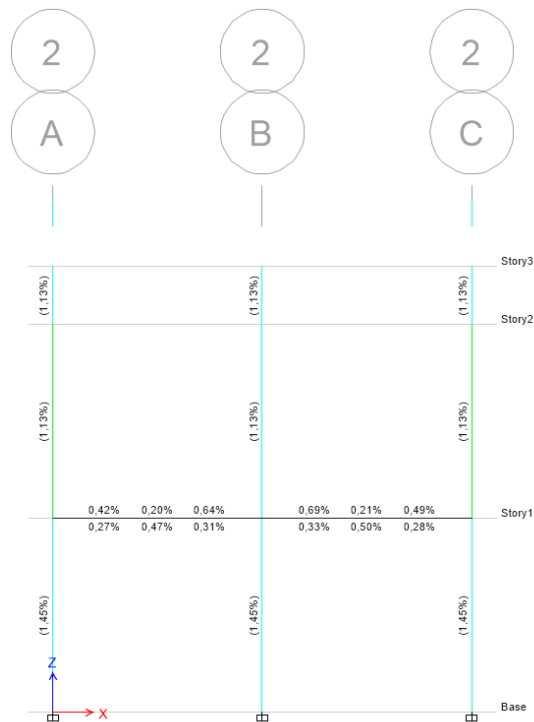 2 2 2
A B C
Story3
(1,13%) (1,13%) (1,13%)
Story2
(1,13%) (1,13%) (1,13%)
0,42% 0,20% 0,64% 0,69% 0,21% 0,49%
Story1
0,27% 0,47% 0,31% 0,33% 0,50% 0,28%
(1,45%) (1,45%) (1,45%)
Z
X
Base